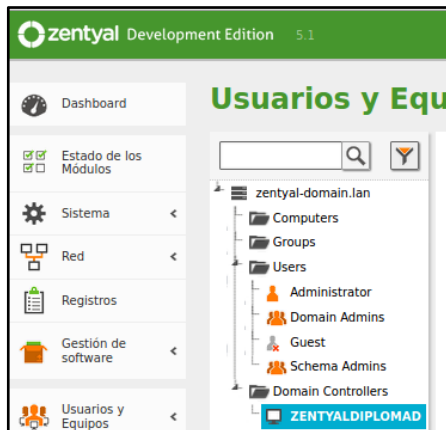 zentyal Development Edition 5.1
Dashboard
Estado de los
Módulos
Sistema
Red
Registros
Gestión de
software
Usuarios y
Equipos
Usuarios y Equ
zentyal-domain.lan
Computers
Groups
Users
Administrator
Domain Admins
Guest
Schema Admins
Domain Controllers
ZENTYALDIPLOMAD